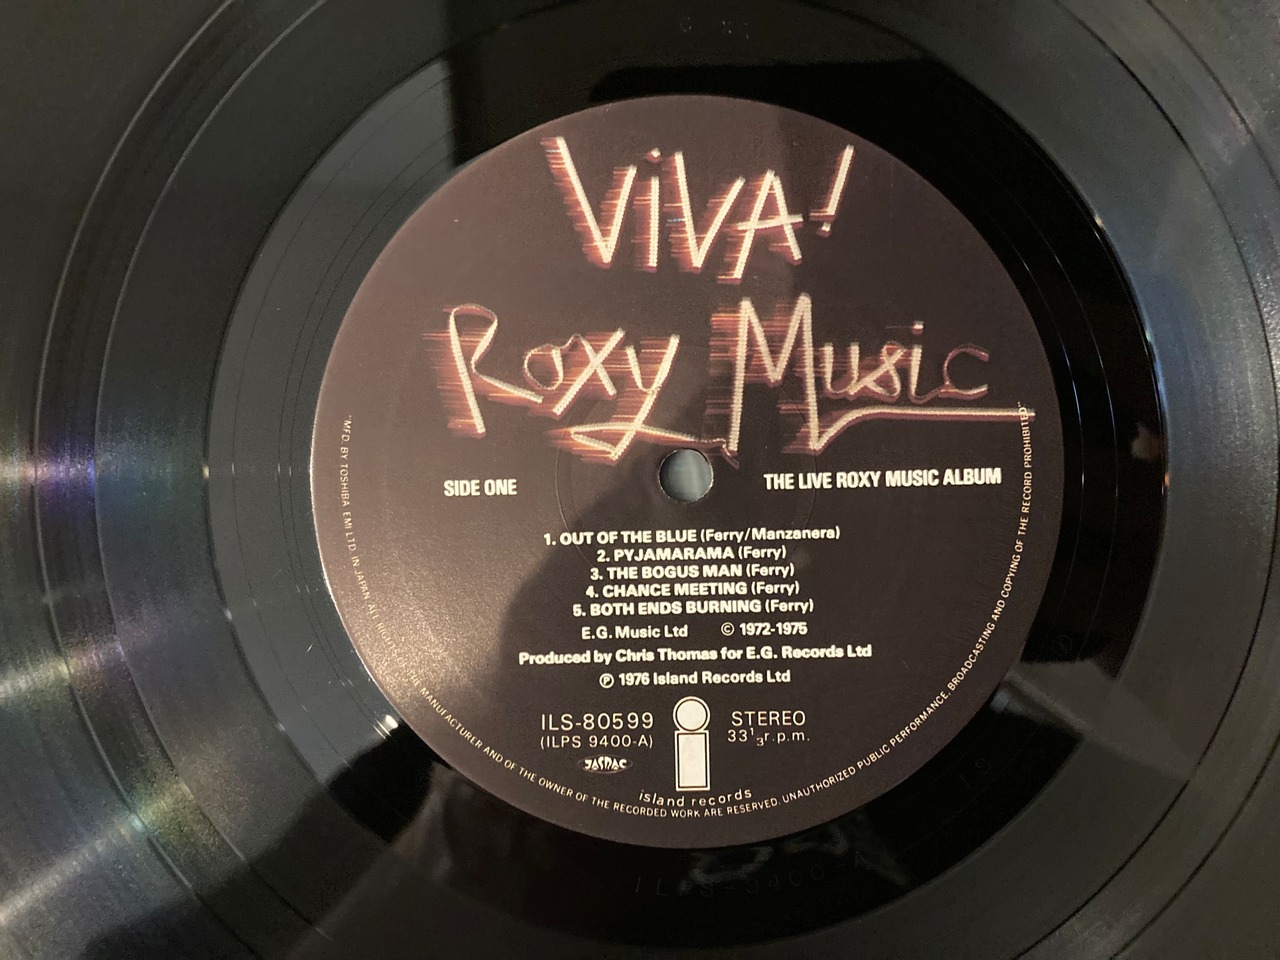 ViVA!
Roxy Music
SIDE ONE
THE LIVE ROXY MUSIC ALBUM
1. OUT OF THE BLUE (Ferry/Manzanera)
2. PYJAMARAMA (Ferry)
3. THE BOGUS MAN (Ferry)
4. CHANCE MEETING (Ferry)
5. BOTH ENDS BURNING (Ferry)
E.G. Music Ltd © 1972-1975
Produced by Chris Thomas for E.G. Records Ltd
℗ 1976 Island Records Ltd
ILS-80599
(ILPS 9400-A)
JASRAC
STEREO
33 1/3 r.p.m.
island records
"MFD. BY TOSHIBA EMI LTD. IN JAPAN ALL RIGHTS OF THE MANUFACTURER AND OF THE OWNER OF THE RECORDED WORK ARE RESERVED. UNAUTHORIZED PUBLIC PERFORMANCE, BROADCASTING AND COPYING OF THE RECORD PROHIBITED"
ILPS-9400 A